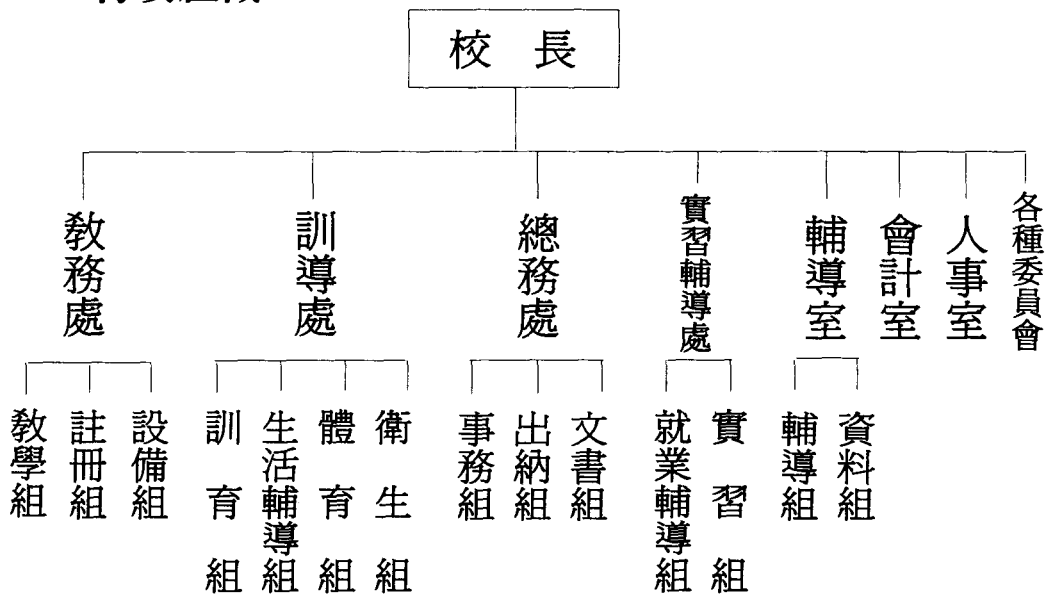 校長
教務處
訓導處
總務處
實習輔導處
輔導室
會計室
人事室
各種委員會
教學組
註冊組
設備組
訓育組
生活輔導組
體育組
衛生組
事務組
出納組
文書組
就業輔導組
實習組
輔導組
資料組